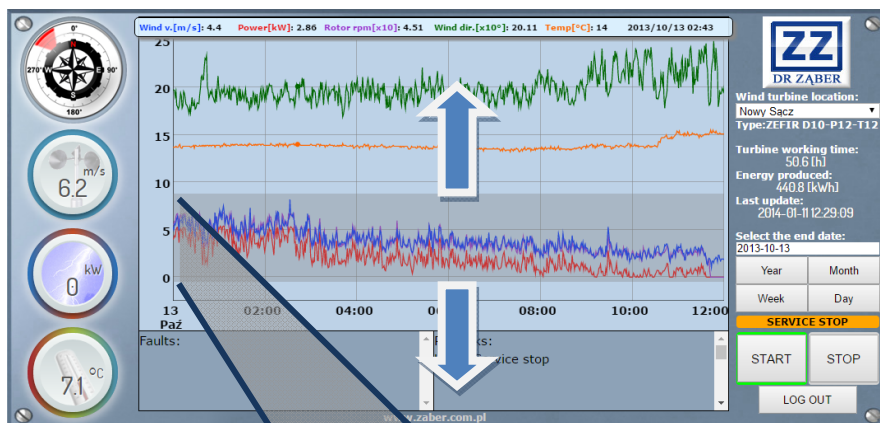 Wind v.[m/s]: 4.4 Power[kW]: 2.86 Rotor rpm[x10]: 4.51 Wind dir.[x10°]: 20.11 Temp[°C]: 14 2013/10/13 02:43
0°
N
270° W E 90°
S
180°
6.2 m/s
0 kW
7.1 °C
25
20
15
10
5
0
13 02:00 04:00 08:00 10:00 12:00
Paź
Faults:
stop
www.zaber.com.pl
ZZ
DR ZĄBER
Wind turbine location:
Nowy Sącz
Type:ZEFIR D10-P12-T12
Turbine working time:
50.6 [h]
Energy produced:
440.8 [kWh]
Last update:
2014-01-11 12:29:09
Select the end date:
2013-10-13
Year Month
Week Day
SERVICE STOP
START STOP
LOG OUT